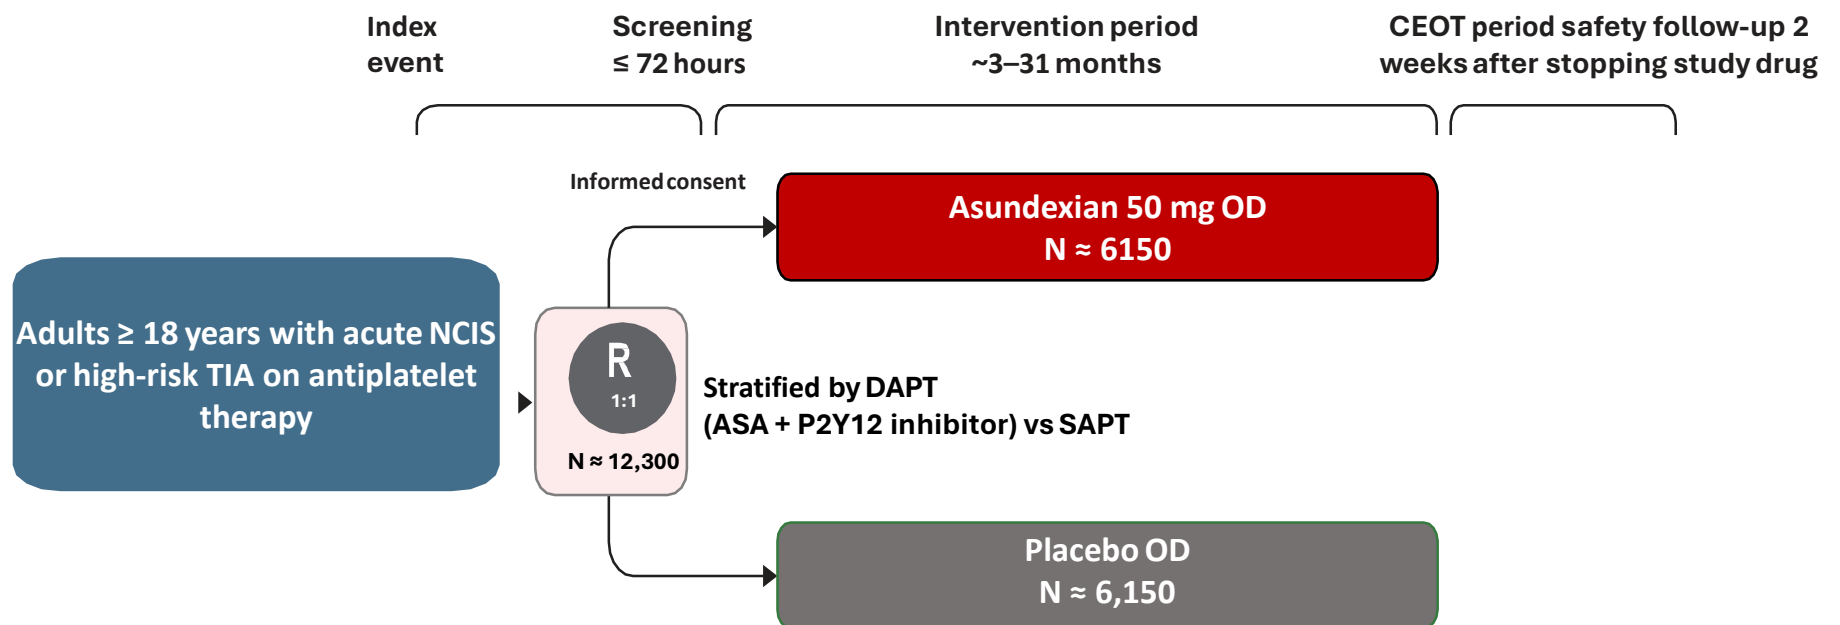 Index
event
Screening
≤ 72 hours
Intervention period
~3–31 months
CEOT period safety follow-up 2
weeks after stopping study drug
Informed consent
Asundexian 50 mg OD
N ≈ 6150
Adults ≥ 18 years with acute NCIS
or high-risk TIA on antiplatelet
therapy
R
1:1
N ≈ 12,300
Stratified by DAPT
(ASA + P2Y12 inhibitor) vs SAPT
Placebo OD
N ≈ 6,150